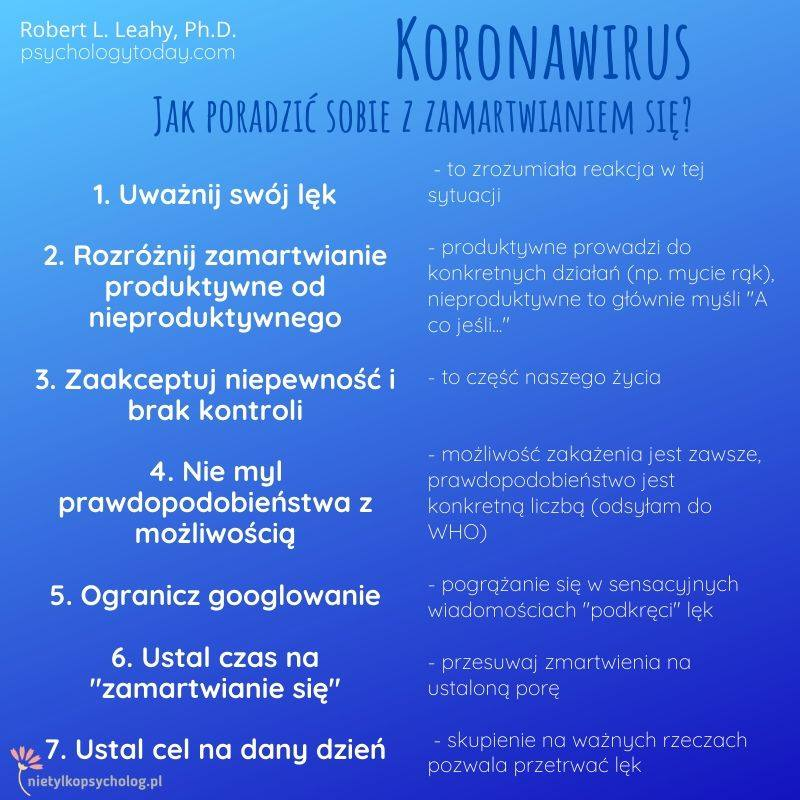 Robert L. Leahy, Ph.D.
psychologytoday.com
KORONAWIRUS
JAK PORADZIĆ SOBIE Z ZAMARTWIANIEM SIĘ?
1. Uważnij swój lęk
- to zrozumiała reakcja w tej
sytuacji
2. Rozróżnij zamartwianie
produktywne od
nieproduktywnego
- produktywne prowadzi do
konkretnych działań (np. mycie rąk),
nieproduktywne to głównie myśli "A
co jeśli..."
3. Zaakceptuj niepewność i
brak kontroli
- to część naszego życia
4. Nie myl
prawdopodobieństwa z
możliwością
- możliwość zakażenia jest zawsze,
prawdopodobieństwo jest
konkretną liczbą (odsyłam do
WHO)
5. Ogranicz googlowanie
- pogrążanie się w sensacyjnych
wiadomościach "podkręci" lęk
6. Ustal czas na
"zamartwianie się"
- przesuwaj zmartwienia na
ustaloną porę
7. Ustal cel na dany dzień
- skupienie na ważnych rzeczach
pozwala przetrwać lęk
nietylkopsycholog.pl